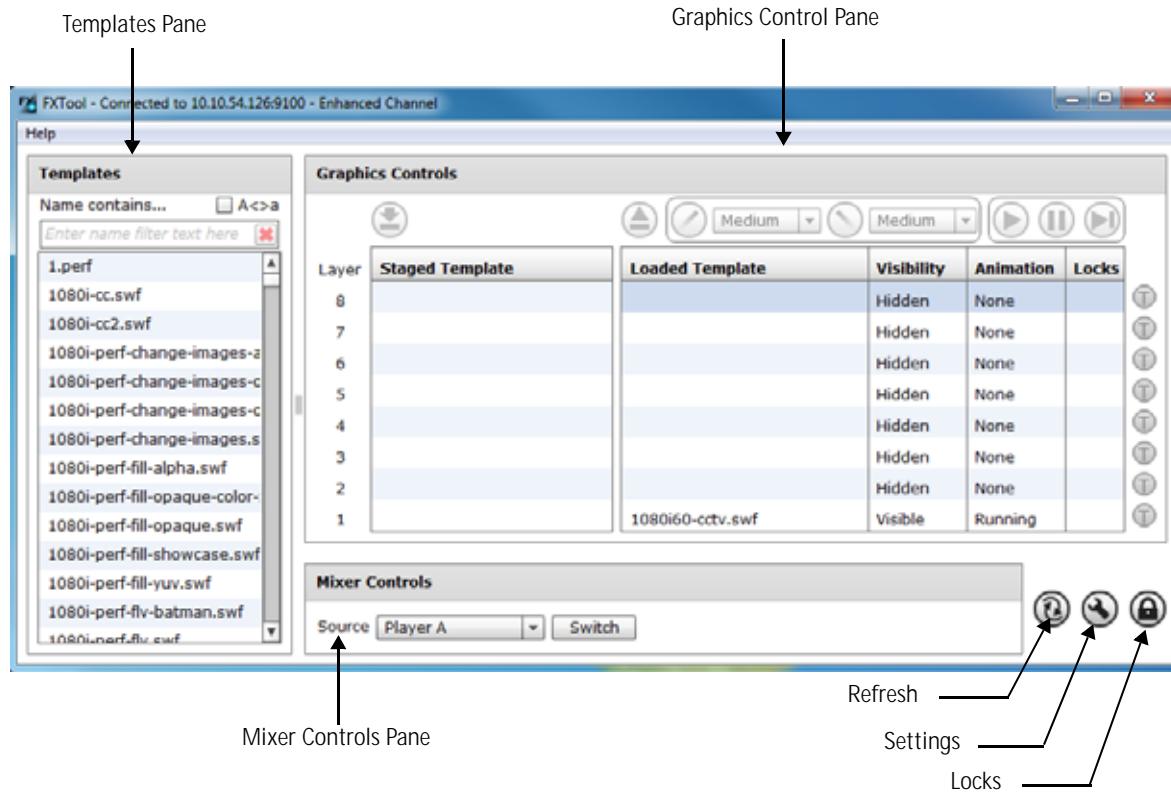 Templates Pane
Graphics Control Pane
FXTool - Connected to 10.10.54.126:9100 - Enhanced Channel
Help
Templates
Name contains... A<>a
Enter name filter text here
1.perf
1080i-cc.swf
1080i-cc2.swf
1080i-perf-change-images-a
1080i-perf-change-images-c
1080i-perf-change-images-c
1080i-perf-change-images.s
1080i-perf-fill-alpha.swf
1080i-perf-fill-opaque-color-
1080i-perf-fill-opaque.swf
1080i-perf-fill-showcase.swf
1080i-perf-fill-yuv.swf
1080i-perf-flv-batman.swf
1080i-perf-flv.swf
Graphics Controls
Medium Medium
Layer Staged Template Loaded Template Visibility Animation Locks
8 Hidden None T
7 Hidden None T
6 Hidden None T
5 Hidden None T
4 Hidden None T
3 Hidden None T
2 Hidden None T
1 1080i60-cctv.swf Visible Running T
Mixer Controls
Source Player A Switch
Mixer Controls Pane
Refresh
Settings
Locks